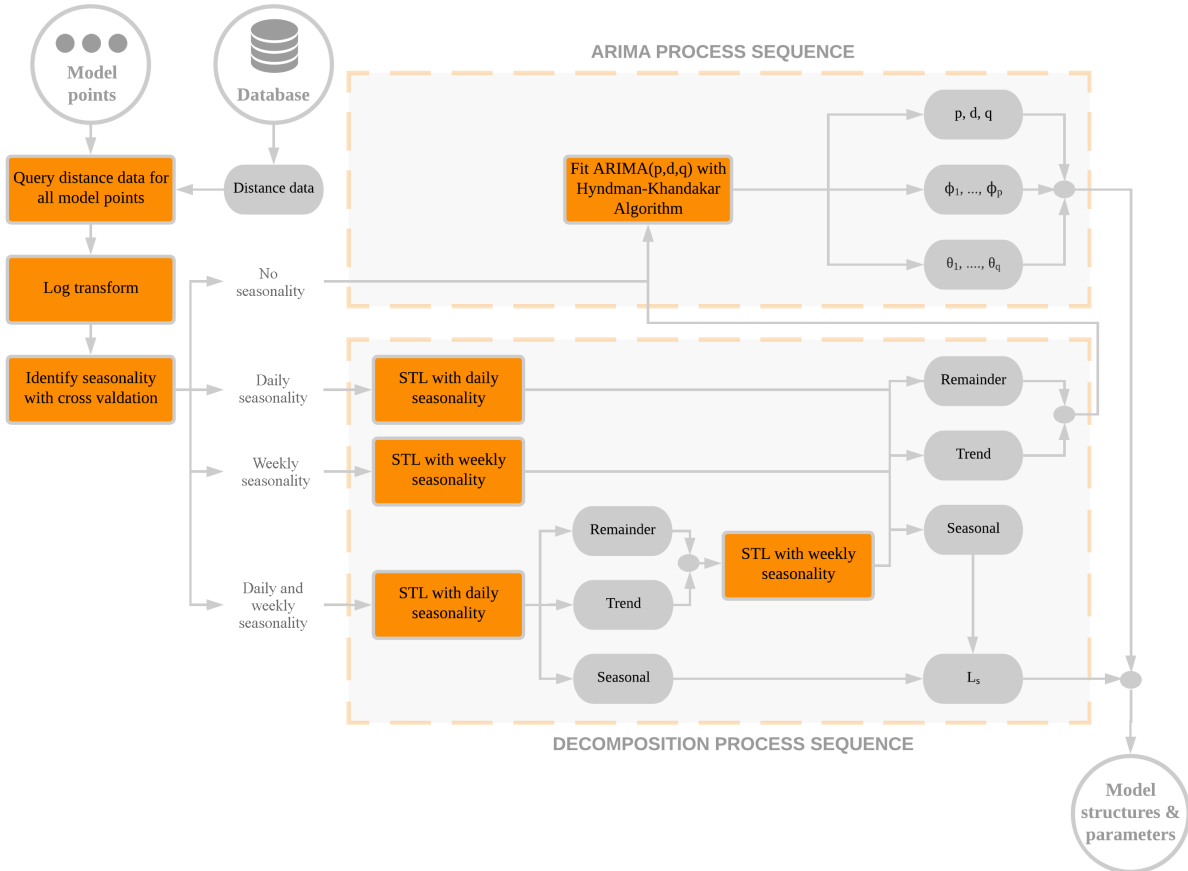 Model
points
Database
ARIMA PROCESS SEQUENCE
Query distance data for
all model points
Distance data
Fit ARIMA(p,d,q) with
Hyndman-Khandakar
Algorithm
p, d, q
ϕ1, ..., ϕp
θ1, ...., θq
Log transform
No
seasonality
Identify seasonality
with cross valdation
Daily
seasonality
STL with daily
seasonality
Remainder
Weekly
seasonality
STL with weekly
seasonality
Trend
Remainder
STL with weekly
seasonality
Seasonal
Daily and
weekly
seasonality
STL with daily
seasonality
Trend
Seasonal
Ls
DECOMPOSITION PROCESS SEQUENCE
Model
structures &
parameters